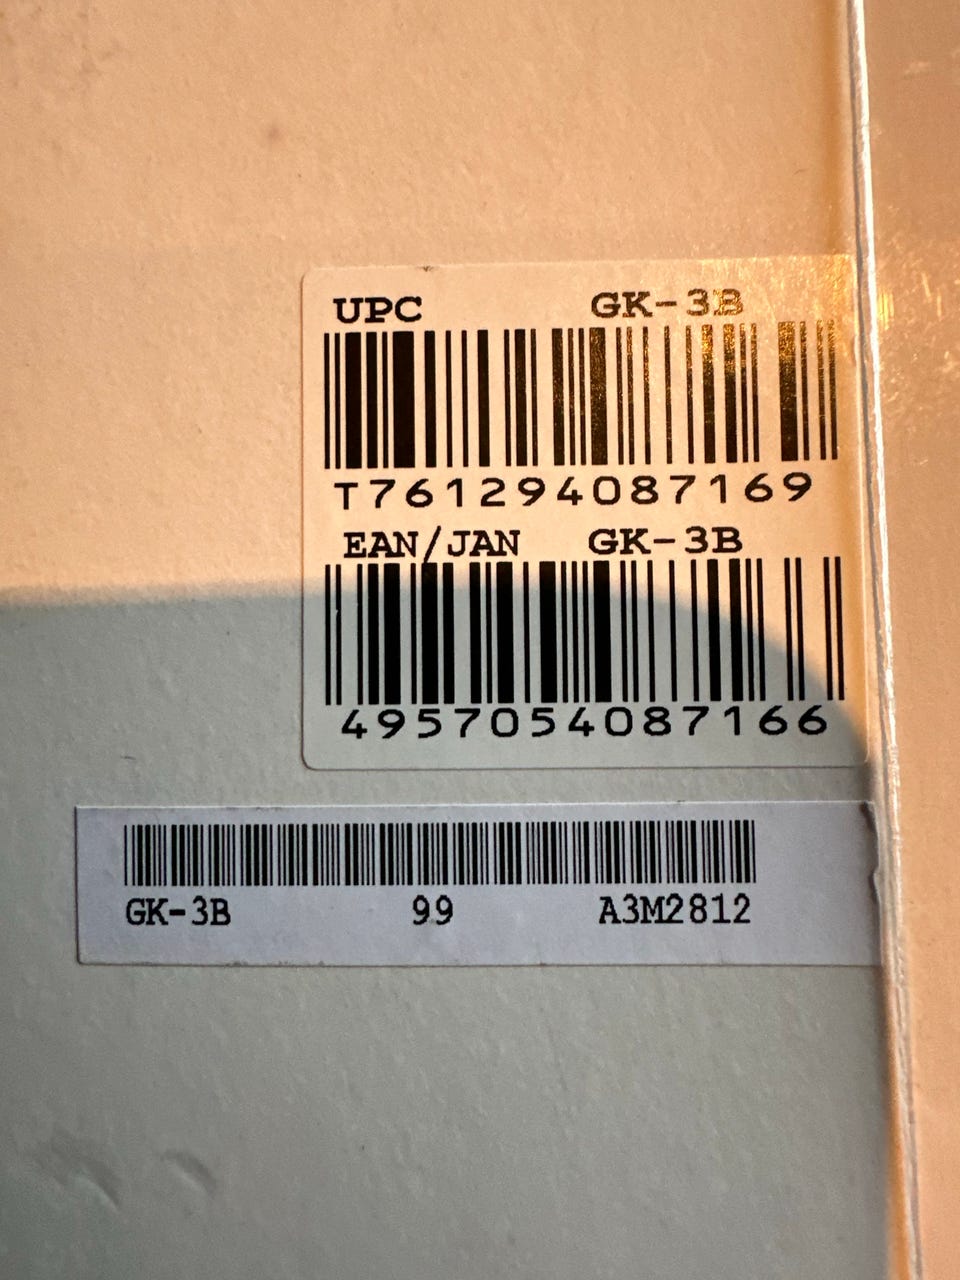 UPC GK-3B
T761294087169
EAN/JAN GK-3B
4957054087166
GK-3B 99 A3M2812